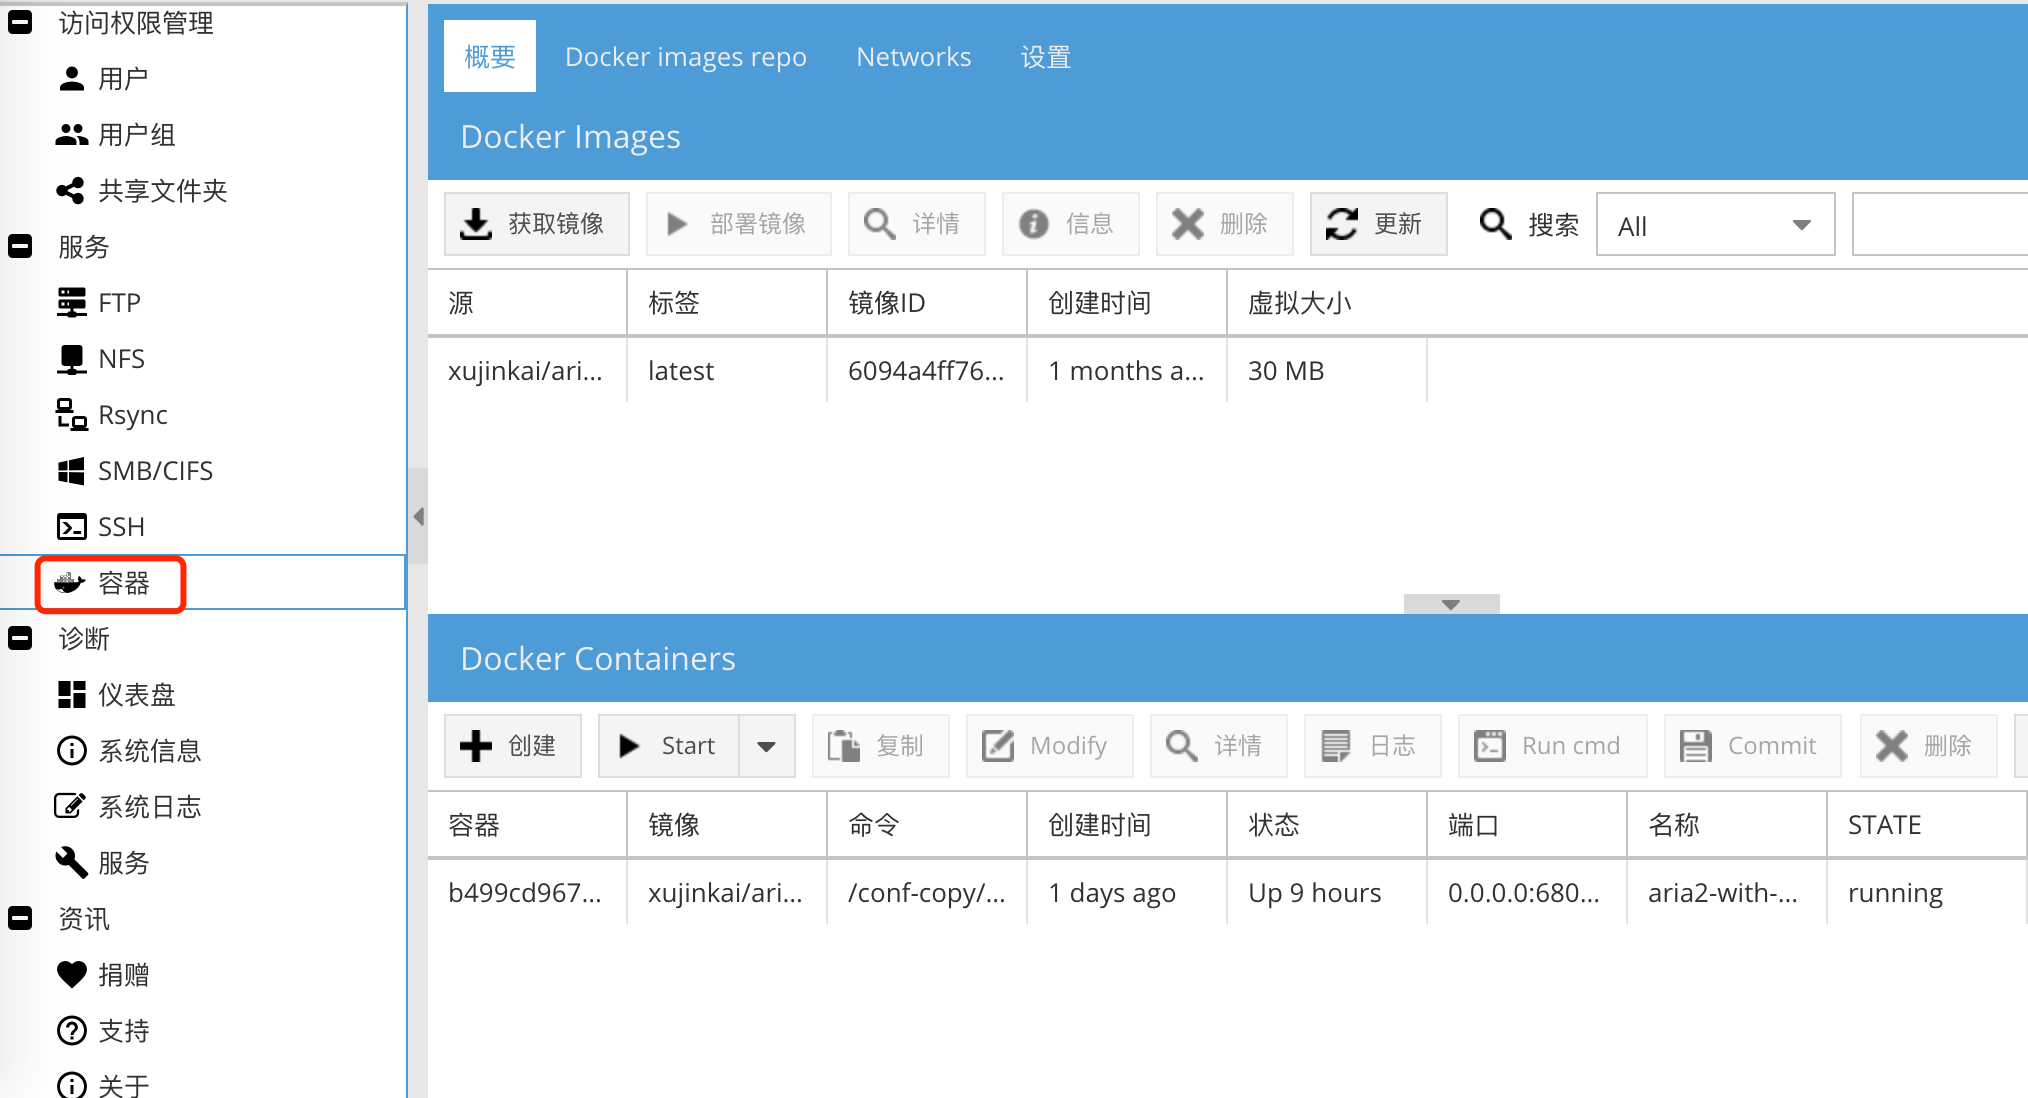 访问权限管理
用户
用户组
共享文件夹
服务
FTP
NFS
Rsync
SMB/CIFS
SSH
容器
诊断
仪表盘
系统信息
系统日志
服务
资讯
捐赠
支持
关于
概要 Docker images repo Networks 设置
Docker Images
获取镜像 部署镜像 详情 信息 删除 更新 搜索 All
源 标签 镜像ID 创建时间 虚拟大小
xujinkai/ari... latest 6094a4ff76... 1 months a... 30 MB
Docker Containers
创建 Start 复制 Modify 详情 日志 Run cmd Commit 删除
容器 镜像 命令 创建时间 状态 端口 名称 STATE
b499cd967... xujinkai/ari... /conf-copy/... 1 days ago Up 9 hours 0.0.0.0:680... aria2-with-... running